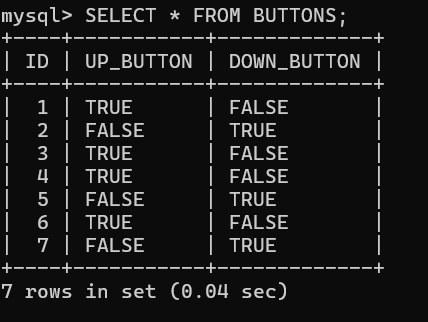 mysql> SELECT * FROM BUTTONS;
+----+-----------+-------------+
| ID | UP_BUTTON | DOWN_BUTTON |
+----+-----------+-------------+
|  1 | TRUE      | FALSE       |
|  2 | FALSE     | TRUE        |
|  3 | TRUE      | FALSE       |
|  4 | TRUE      | FALSE       |
|  5 | FALSE     | TRUE        |
|  6 | TRUE      | FALSE       |
|  7 | FALSE     | TRUE        |
+----+-----------+-------------+
7 rows in set (0.04 sec)